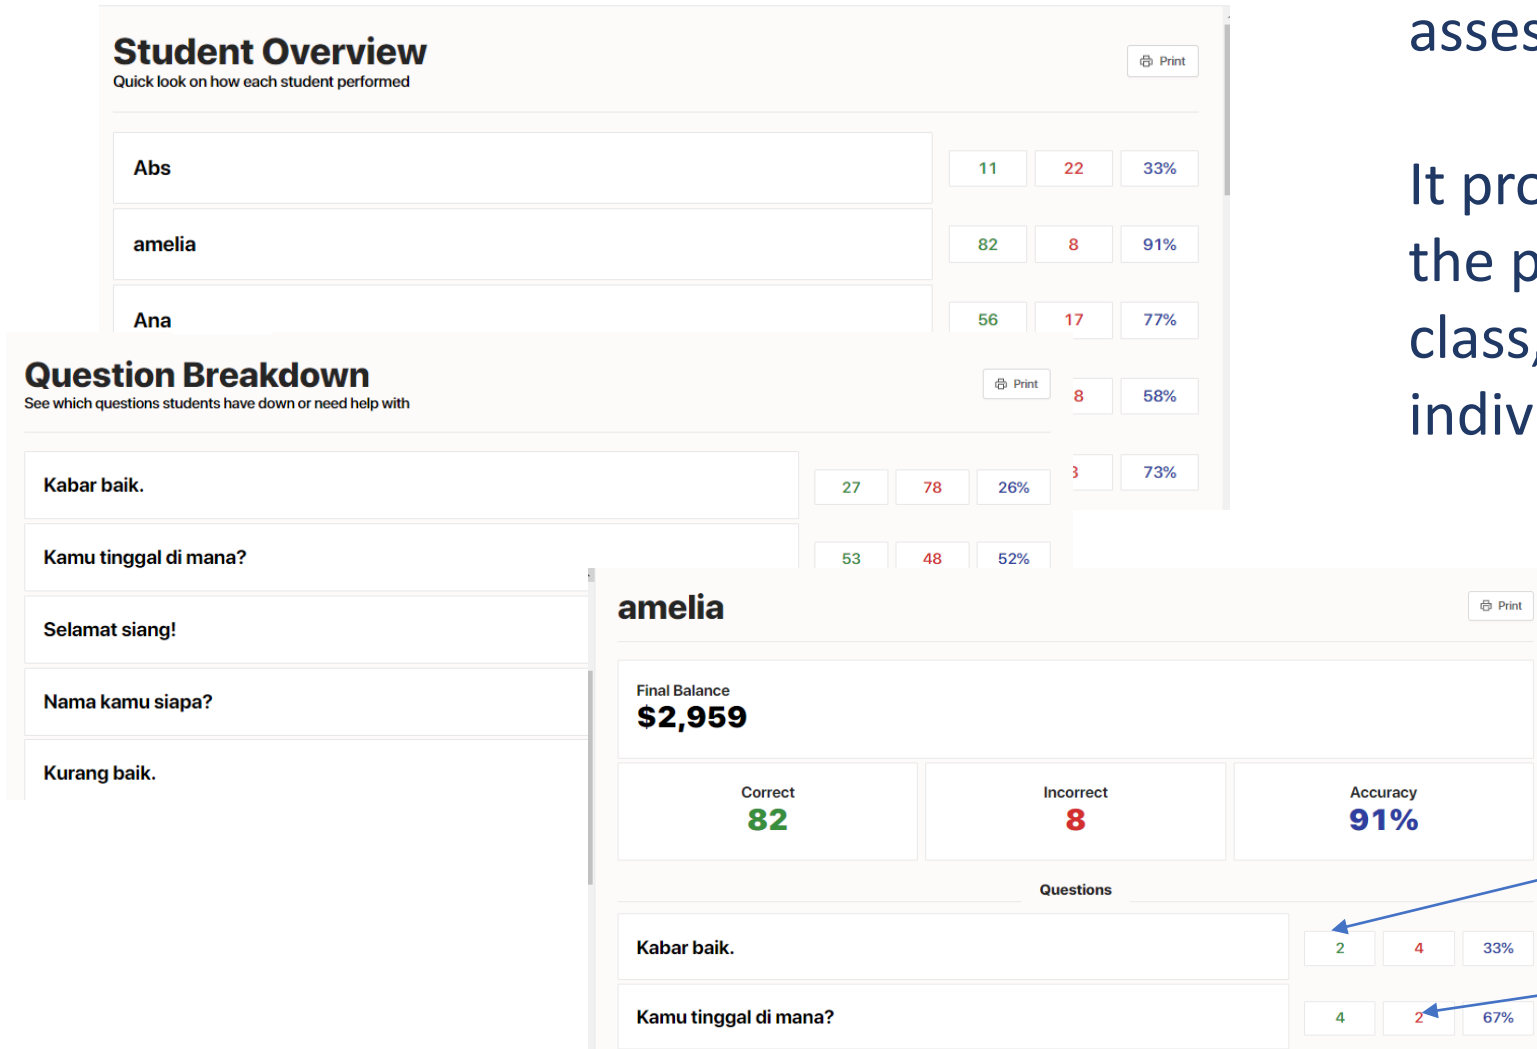 Student Overview
Print
Quick look on how each student performed
Abs 11 22 33%
amelia 82 8 91%
Ana 56 17 77%
8 58%
73%
Question Breakdown
Print
See which questions students have down or need help with
Kabar baik. 27 78 26%
Kamu tinggal di mana? 53 48 52%
Selamat siang!
Nama kamu siapa?
Kurang baik.
amelia
Print
Final Balance
$2,959
Correct Incorrect Accuracy
82 8 91%
Questions
Kabar baik. 2 4 33%
Kamu tinggal di mana? 4 2 67%
asses
It pro
the p
class,
indiv